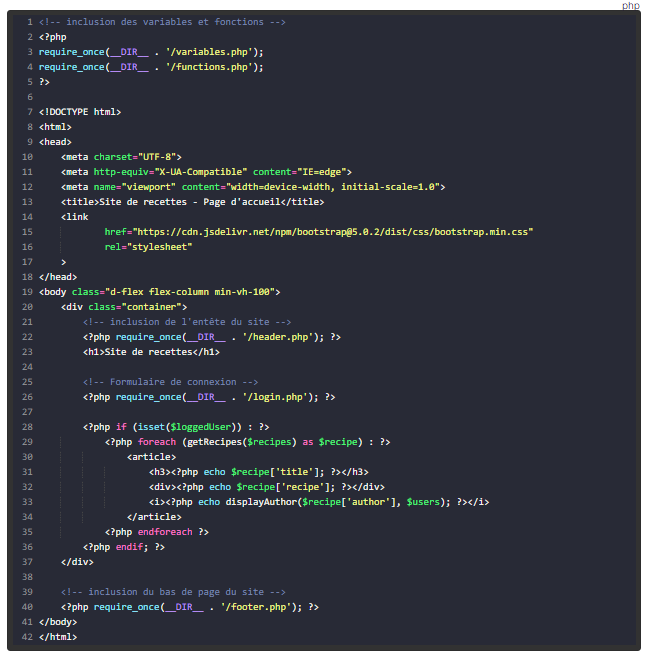 php
1 <!-- inclusion des variables et fonctions -->
2 <?php
3 require_once(__DIR__ . '/variables.php');
4 require_once(__DIR__ . '/functions.php');
5 ?>
6
7 <!DOCTYPE html>
8 <html>
9 <head>
10     <meta charset="UTF-8">
11     <meta http-equiv="X-UA-Compatible" content="IE=edge">
12     <meta name="viewport" content="width=device-width, initial-scale=1.0">
13     <title>Site de recettes - Page d'accueil</title>
14     <link
15             href="https://cdn.jsdelivr.net/npm/bootstrap@5.0.2/dist/css/bootstrap.min.css"
16             rel="stylesheet"
17     >
18 </head>
19 <body class="d-flex flex-column min-vh-100">
20     <div class="container">
21         <!-- inclusion de l'entête du site -->
22         <?php require_once(__DIR__ . '/header.php'); ?>
23         <h1>Site de recettes</h1>
24
25         <!-- Formulaire de connexion -->
26         <?php require_once(__DIR__ . '/login.php'); ?>
27
28         <?php if (isset($loggedUser)) : ?>
29             <?php foreach (getRecipes($recipes) as $recipe) : ?>
30                 <article>
31                     <h3><?php echo $recipe['title']; ?></h3>
32                     <div><?php echo $recipe['recipe']; ?></div>
33                     <i><?php echo displayAuthor($recipe['author'], $users); ?></i>
34                 </article>
35             <?php endforeach ?>
36         <?php endif; ?>
37     </div>
38
39     <!-- inclusion du bas de page du site -->
40     <?php require_once(__DIR__ . '/footer.php'); ?>
41 </body>
42 </html>